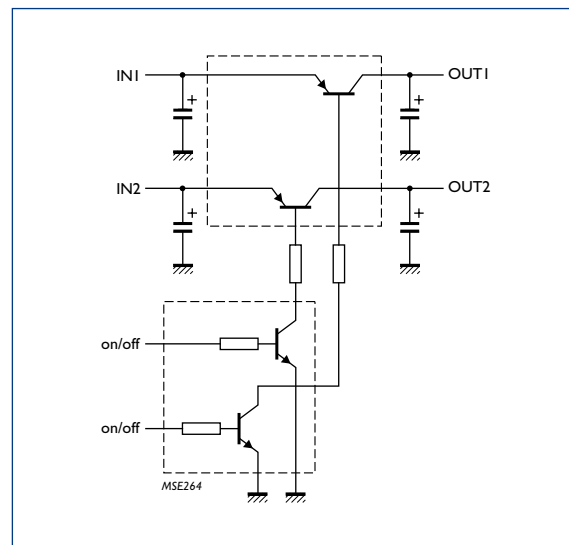 IN1
OUT1
+
+
IN2
OUT2
+
+
on/off
on/off
MSE264